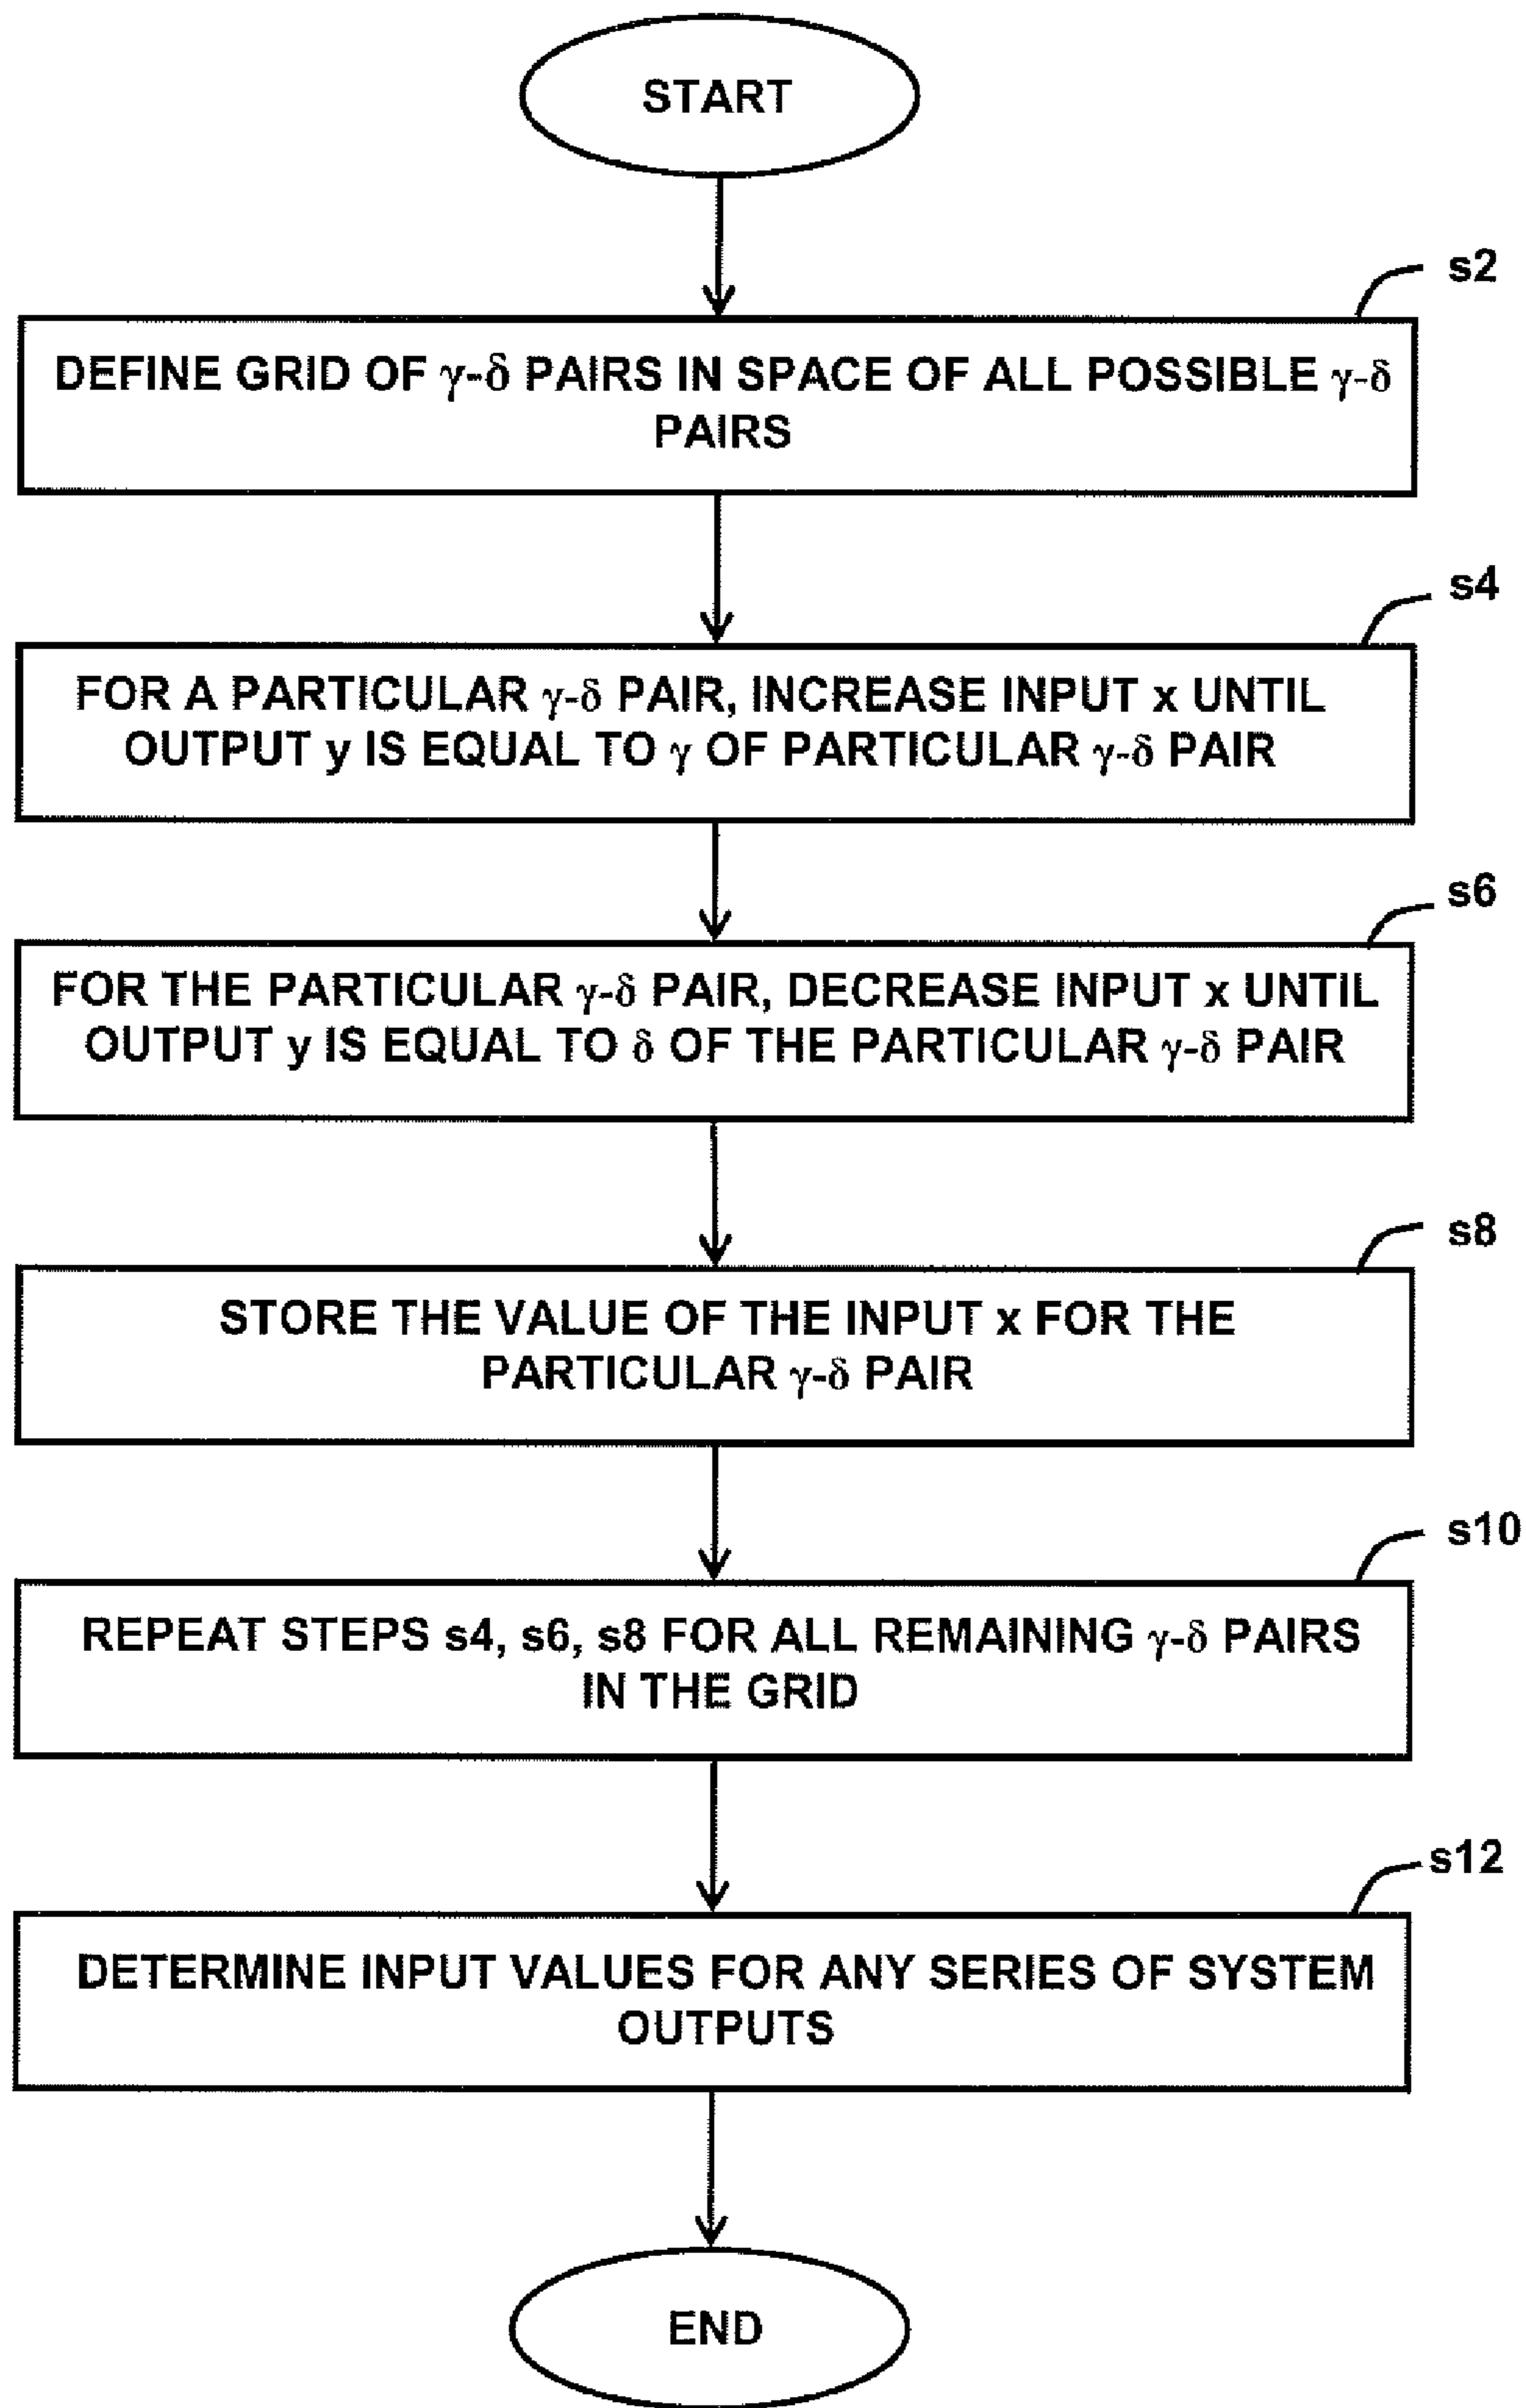 START
s2
DEFINE GRID OF γ-δ PAIRS IN SPACE OF ALL POSSIBLE γ-δ
PAIRS
s4
FOR A PARTICULAR γ-δ PAIR, INCREASE INPUT x UNTIL
OUTPUT y IS EQUAL TO γ OF PARTICULAR γ-δ PAIR
s6
FOR THE PARTICULAR γ-δ PAIR, DECREASE INPUT x UNTIL
OUTPUT y IS EQUAL TO δ OF THE PARTICULAR γ-δ PAIR
s8
STORE THE VALUE OF THE INPUT x FOR THE
PARTICULAR γ-δ PAIR
s10
REPEAT STEPS s4, s6, s8 FOR ALL REMAINING γ-δ PAIRS
IN THE GRID
s12
DETERMINE INPUT VALUES FOR ANY SERIES OF SYSTEM
OUTPUTS
END